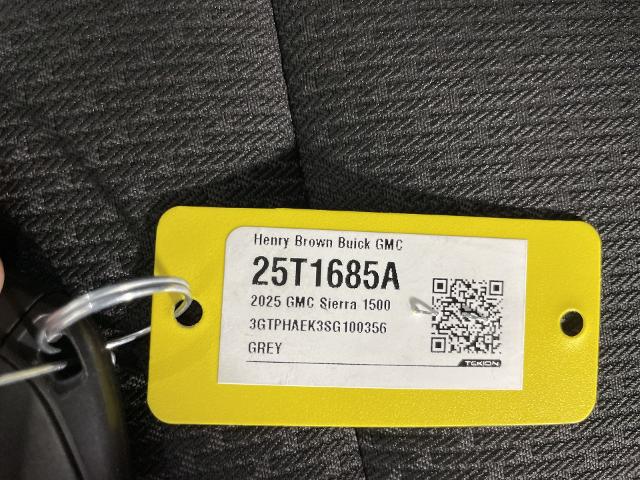 Henry Brown Buick GMC
25T1685A
2025 GMC Sierra 1500
3GTPHAEK3SG100356
GREY
TEKION